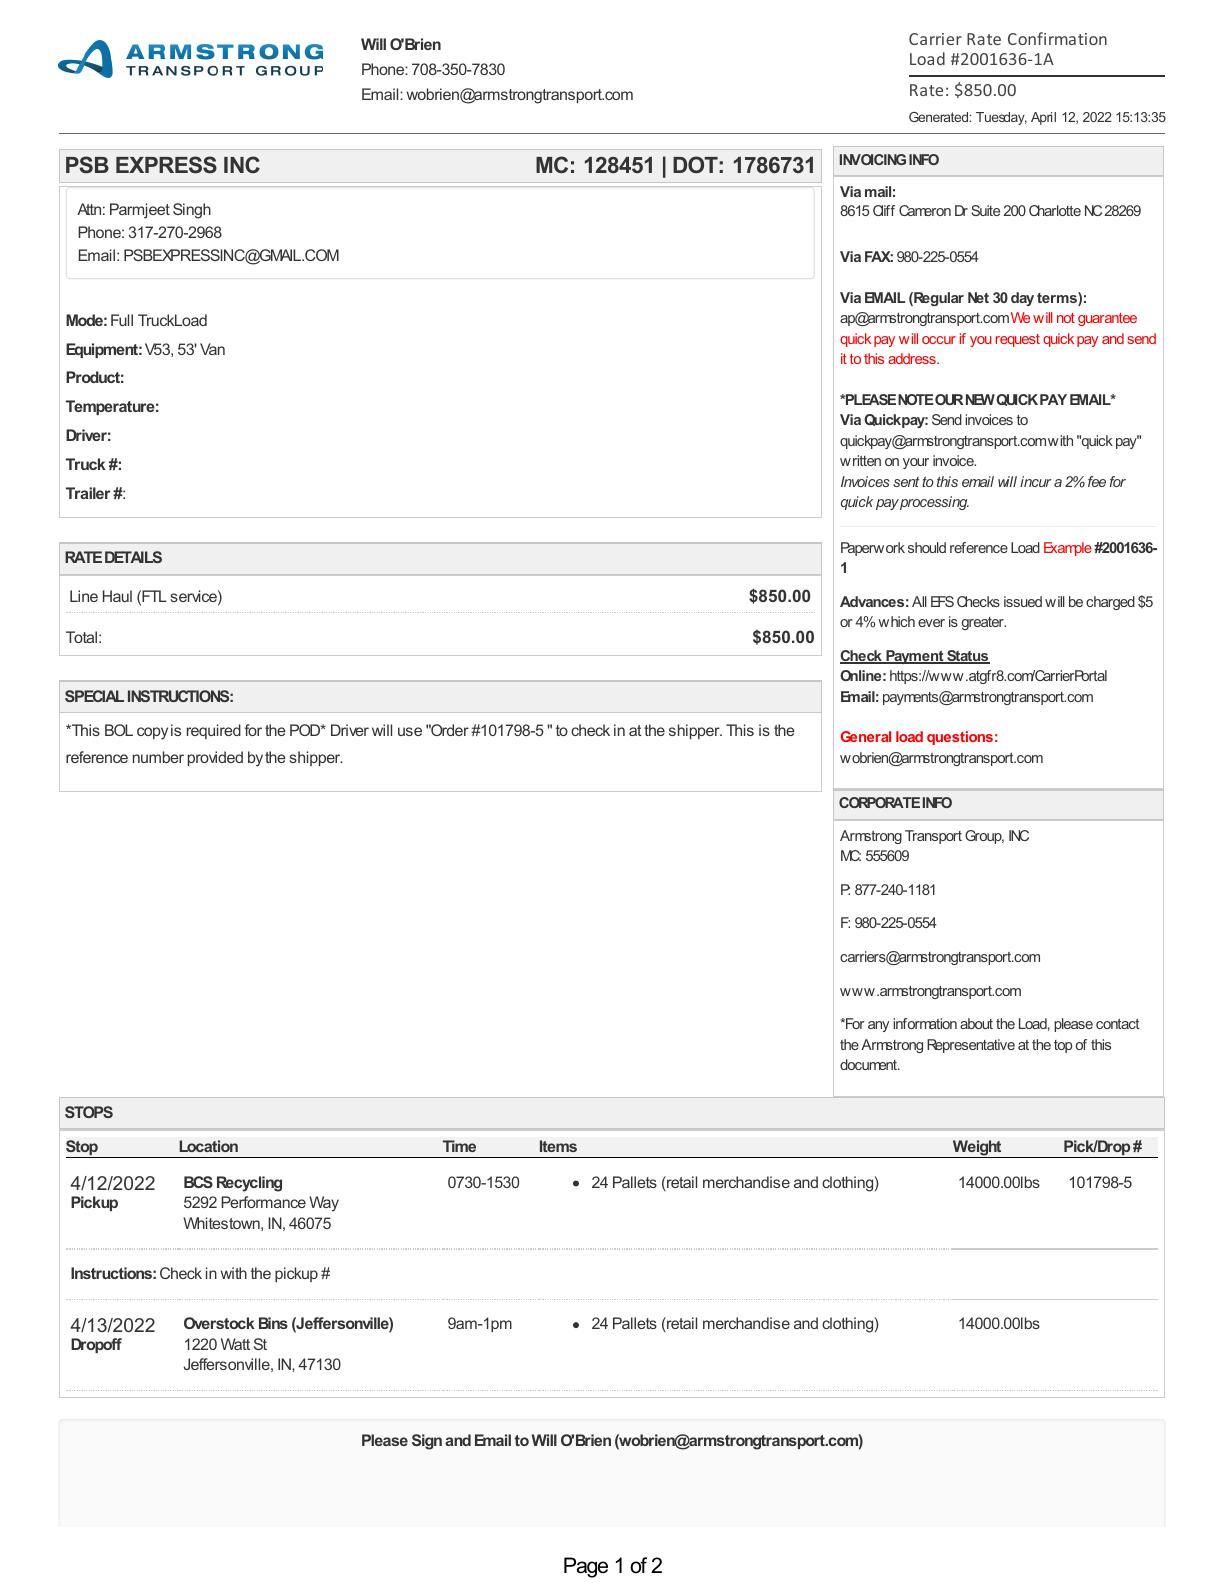 ARMSTRONG
TRANSPORT GROUP
Will O'Brien
Phone: 708-350-7830
Email: wobrien@armstrongtransport.com
Carrier Rate Confirmation
Load #2001636-1A
Rate: $850.00
Generated: Tuesday, April 12, 2022 15:13:35
PSB EXPRESS INC MC: 128451 | DOT: 1786731
Attn: Parmjeet Singh
Phone: 317-270-2968
Email: PSBEXPRESSINC@GMAIL.COM
Mode: Full TruckLoad
Equipment: V53, 53' Van
Product:
Temperature:
Driver:
Truck #:
Trailer #:
RATE DETAILS
Line Haul (FTL service) $850.00
Total: $850.00
SPECIAL INSTRUCTIONS:
*This BOL copy is required for the POD* Driver will use "Order #101798-5 " to check in at the shipper. This is the
reference number provided by the shipper.
INVOICING INFO
Via mail:
8615 Cliff Cameron Dr Suite 200 Charlotte NC 28269
Via FAX: 980-225-0554
Via EMAIL (Regular Net 30 day terms):
ap@armstrongtransport.com We will not guarantee
quick pay will occur if you request quick pay and send
it to this address.
*PLEASE NOTE OUR NEW QUICK PAY EMAIL*
Via Quickpay: Send invoices to
quickpay@armstrongtransport.com with "quick pay"
written on your invoice.
Invoices sent to this email will incur a 2% fee for
quick pay processing.
Paperwork should reference Load Example #2001636-
1
Advances: All EFS Checks issued will be charged $5
or 4% which ever is greater.
Check Payment Status
Online: https://www.atgfr8.com/CarrierPortal
Email: payments@armstrongtransport.com
General load questions:
wobrien@armstrongtransport.com
CORPORATE INFO
Armstrong Transport Group, INC
MC: 555609
P: 877-240-1181
F: 980-225-0554
carriers@armstrongtransport.com
www.armstrongtransport.com
*For any information about the Load, please contact
the Armstrong Representative at the top of this
document.
STOPS
Stop Location Time Items Weight Pick/Drop #
4/12/2022 BCS Recycling 0730-1530 • 24 Pallets (retail merchandise and clothing) 14000.00lbs 101798-5
Pickup 5292 Performance Way
Whitestown, IN, 46075
Instructions: Check in with the pickup #
4/13/2022 Overstock Bins (Jeffersonville) 9am-1pm • 24 Pallets (retail merchandise and clothing) 14000.00lbs
Dropoff 1220 Watt St
Jeffersonville, IN, 47130
Please Sign and Email to Will O'Brien (wobrien@armstrongtransport.com)
Page 1 of 2